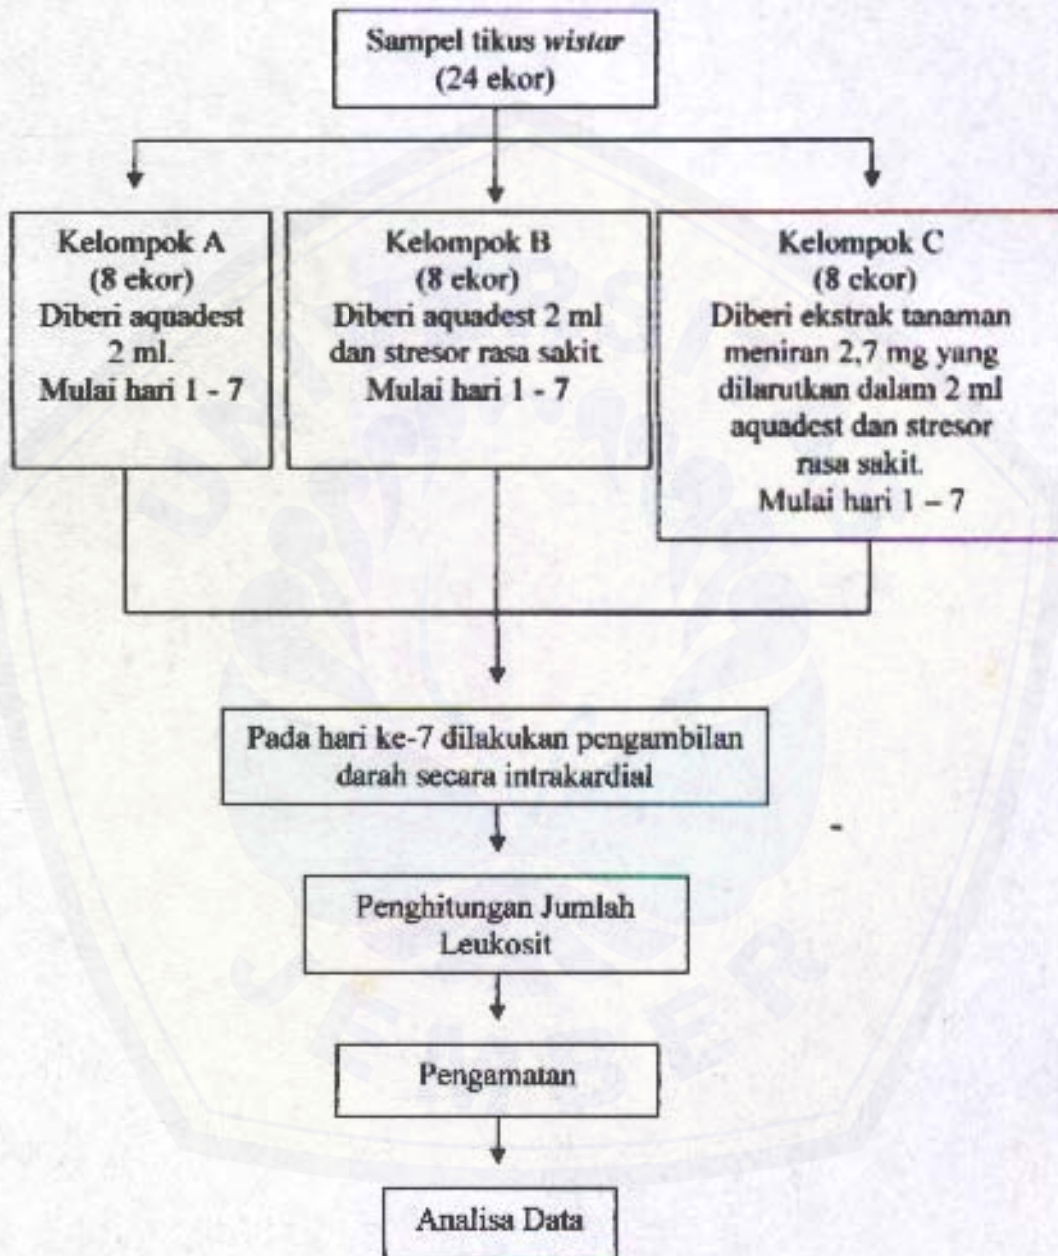 Sampel tikus wistar
(24 ekor)
Kelompok A
(8 ekor)
Diberi aquadest
2 ml.
Mulai hari 1 - 7
Kelompok B
(8 ekor)
Diberi aquadest 2 ml
dan stresor rasa sakit
Mulai hari 1 - 7
Kelompok C
(8 ekor)
Diberi ekstrak tanaman
meniran 2,7 mg yang
dilarutkan dalam 2 ml
aquadest dan stresor
rasa sakit.
Mulai hari 1 – 7
Pada hari ke-7 dilakukan pengambilan
darah secara intrakardial
Penghitungan Jumlah
Leukosit
Pengamatan
Analisa Data
JEMBER